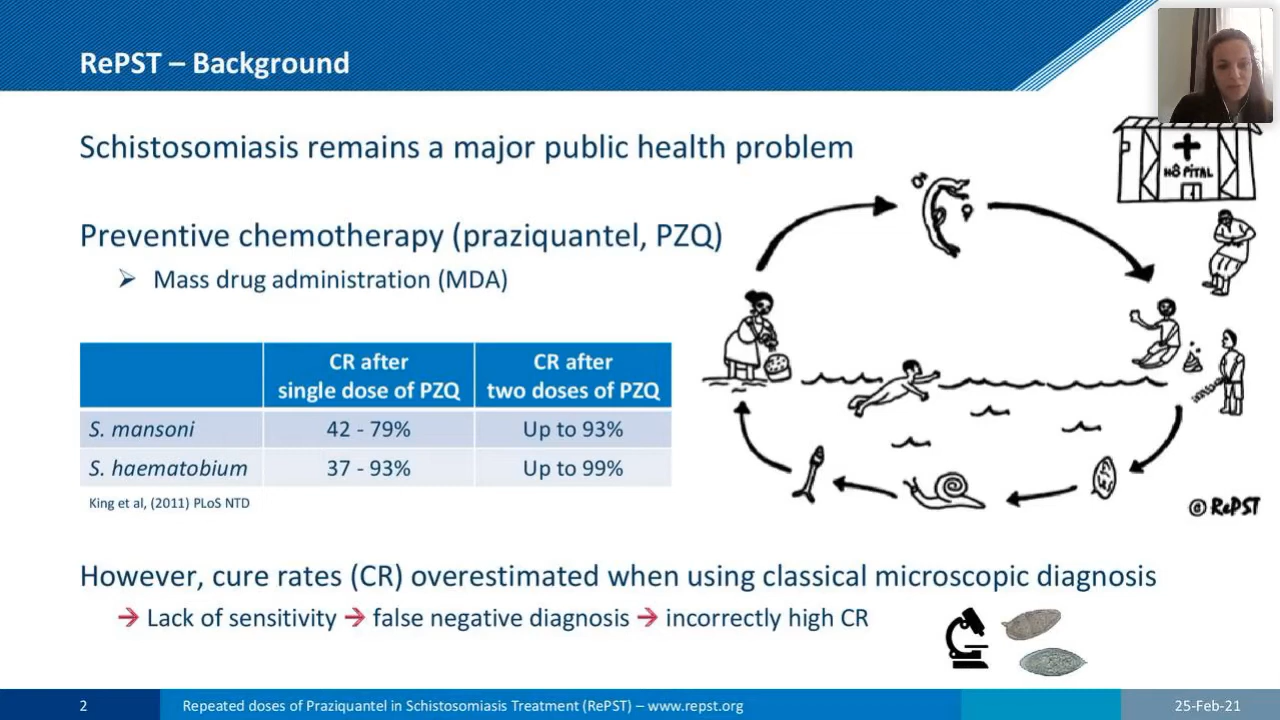 RePST – Background
Schistosomiasis remains a major public health problem
HÔPITAL
Preventive chemotherapy (praziquantel, PZQ)
➢ Mass drug administration (MDA)
CR after single dose of PZQ
CR after two doses of PZQ
S. mansoni 42 - 79% Up to 93%
S. haematobium 37 - 93% Up to 99%
King et al, (2011) PLoS NTD
© RePST
However, cure rates (CR) overestimated when using classical microscopic diagnosis
→ Lack of sensitivity → false negative diagnosis → incorrectly high CR
2 Repeated doses of Praziquantel in Schistosomiasis Treatment (RePST) – www.repst.org 25-Feb-21